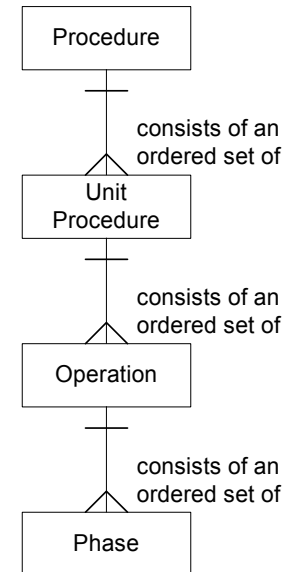 Procedure
consists of an
ordered set of
Unit
Procedure
consists of an
ordered set of
Operation
consists of an
ordered set of
Phase